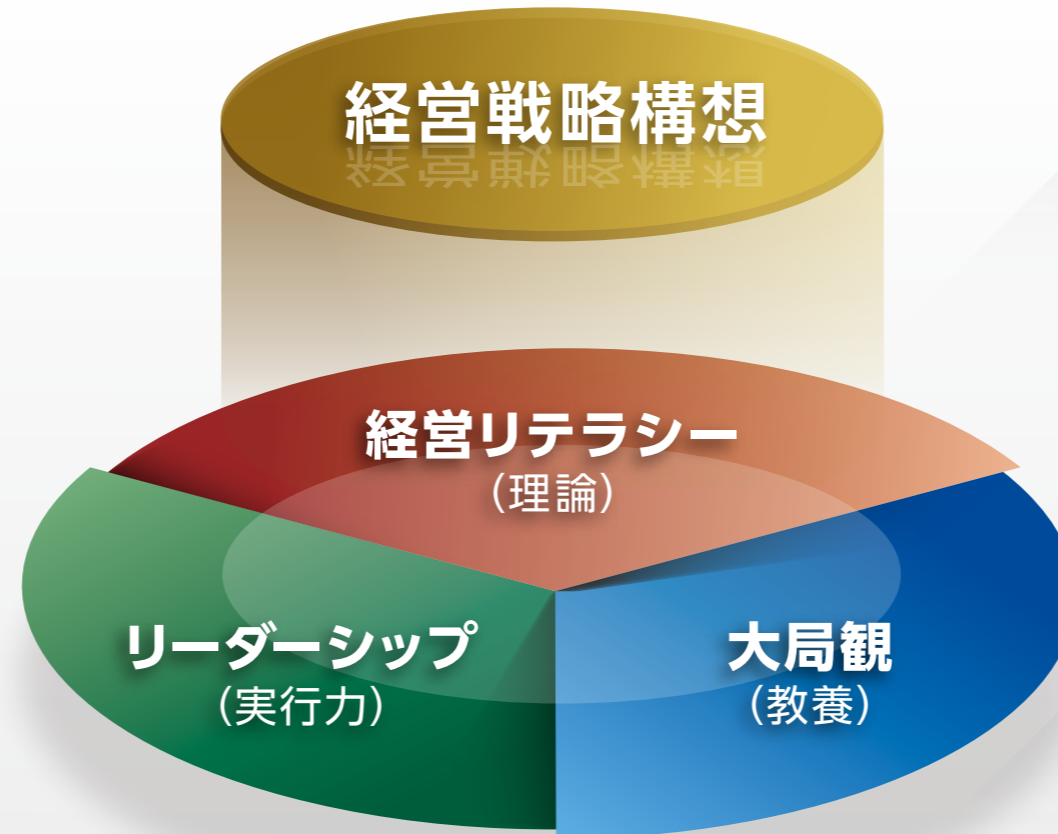 経営戦略構想
経営リテラシー
（理論）
リーダーシップ
（実行力）
大局観
（教養）